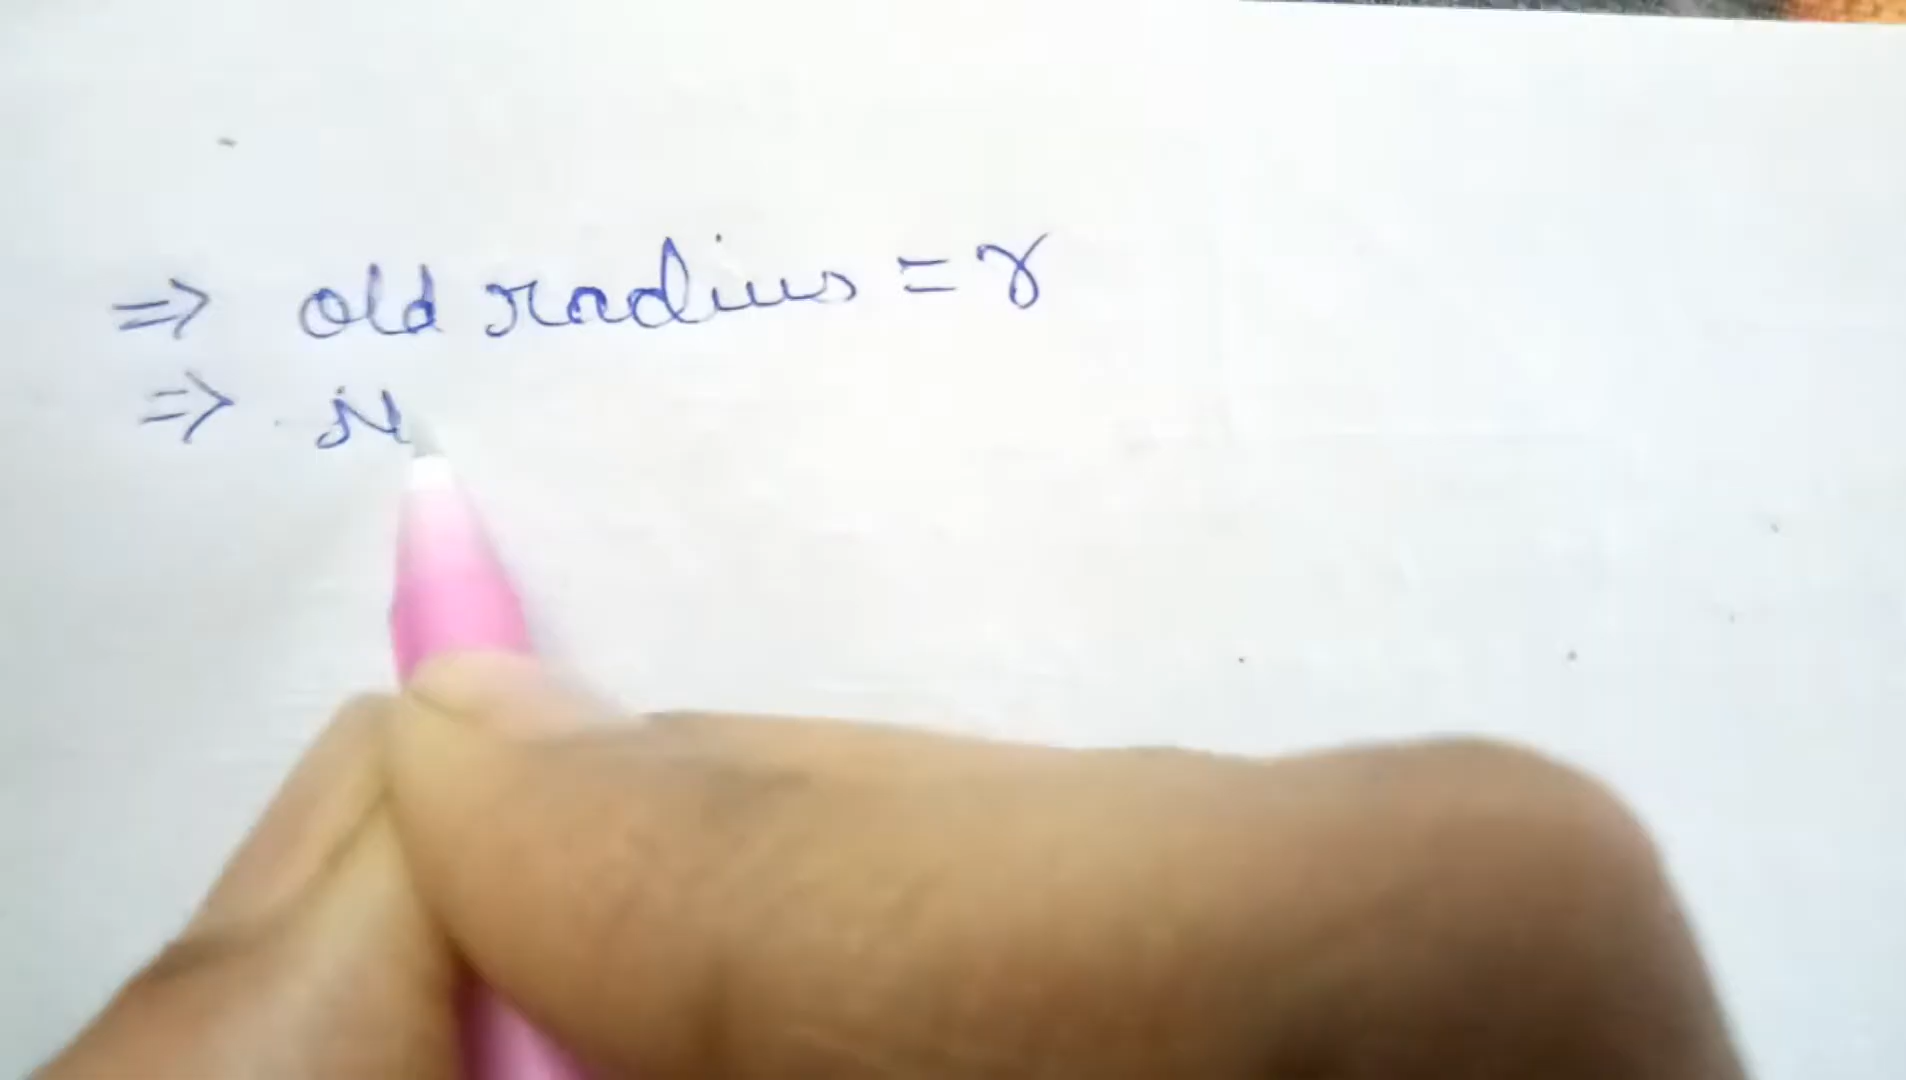 ⇒ old radius = r
⇒ N